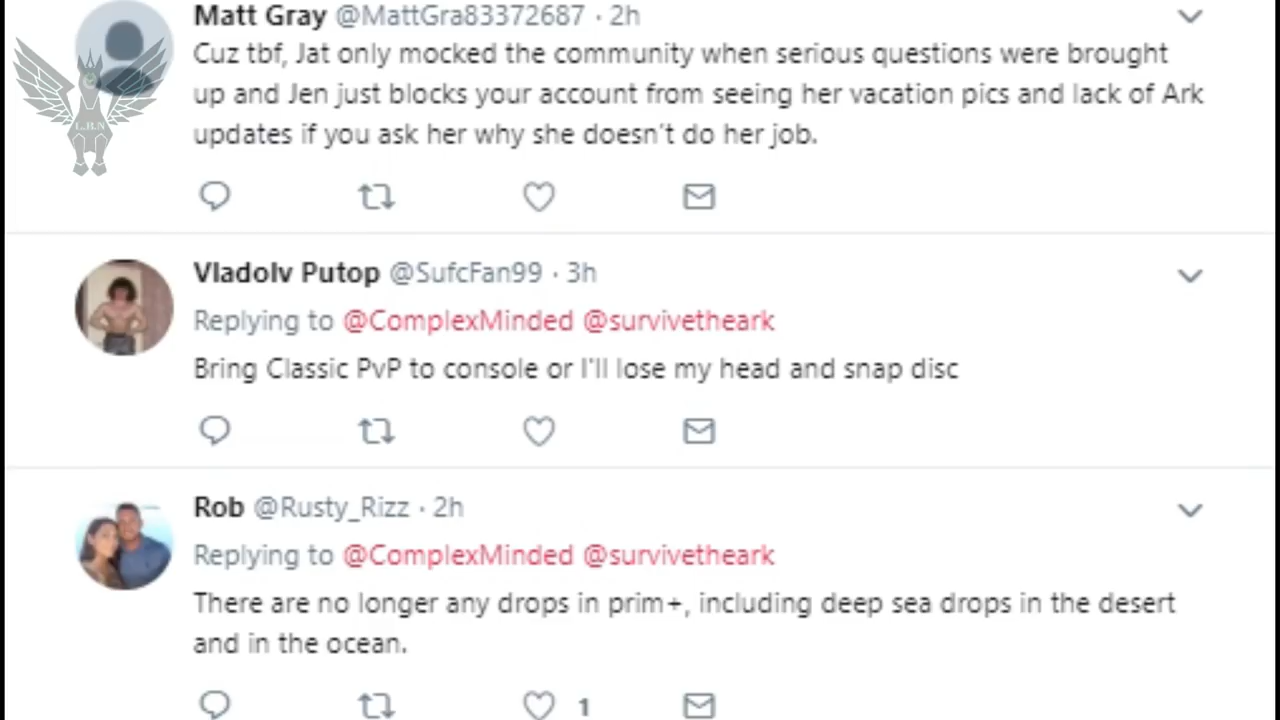 Matt Gray @MattGra83372687 · 2h
Cuz tbf, Jat only mocked the community when serious questions were brought
up and Jen just blocks your account from seeing her vacation pics and lack of Ark
updates if you ask her why she doesn't do her job.
L.R.N
Vladolv Putop @SufcFan99 · 3h
Replying to @ComplexMinded @survivetheark
Bring Classic PvP to console or I'll lose my head and snap disc
Rob @Rusty_Rizz · 2h
Replying to @ComplexMinded @survivetheark
There are no longer any drops in prim+, including deep sea drops in the desert
and in the ocean.
1